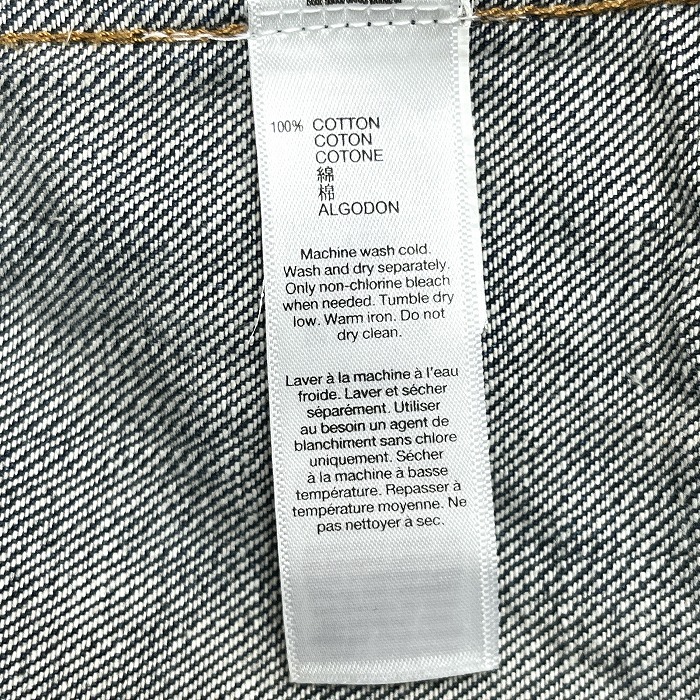 100% COTTON
COTON
COTONE
綿
棉
ALGODON
Machine wash cold.
Wash and dry separately.
Only non-chlorine bleach
when needed. Tumble dry
low. Warm iron. Do not
dry clean.
Laver à la machine à l'eau
froide. Laver et sécher
séparément. Utiliser
au besoin un agent de
blanchiment sans chlore
uniquement. Sécher
à la machine à basse
température. Repasser à
température moyenne. Ne
pas nettoyer à sec.